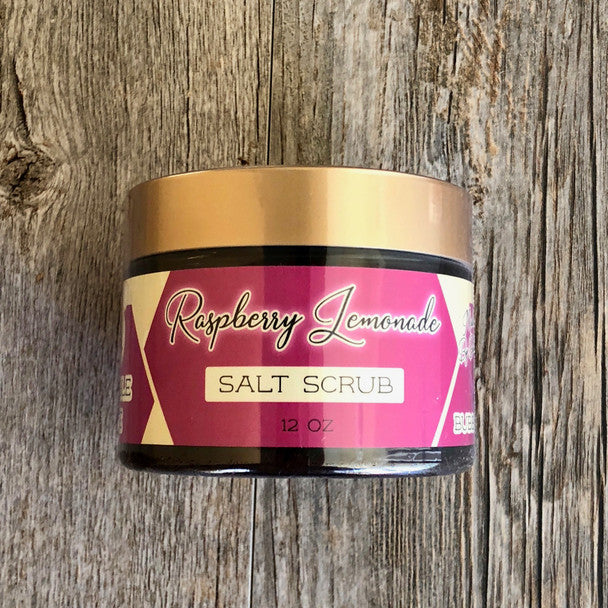 Raspberry Lemonade
SALT SCRUB
12 OZ